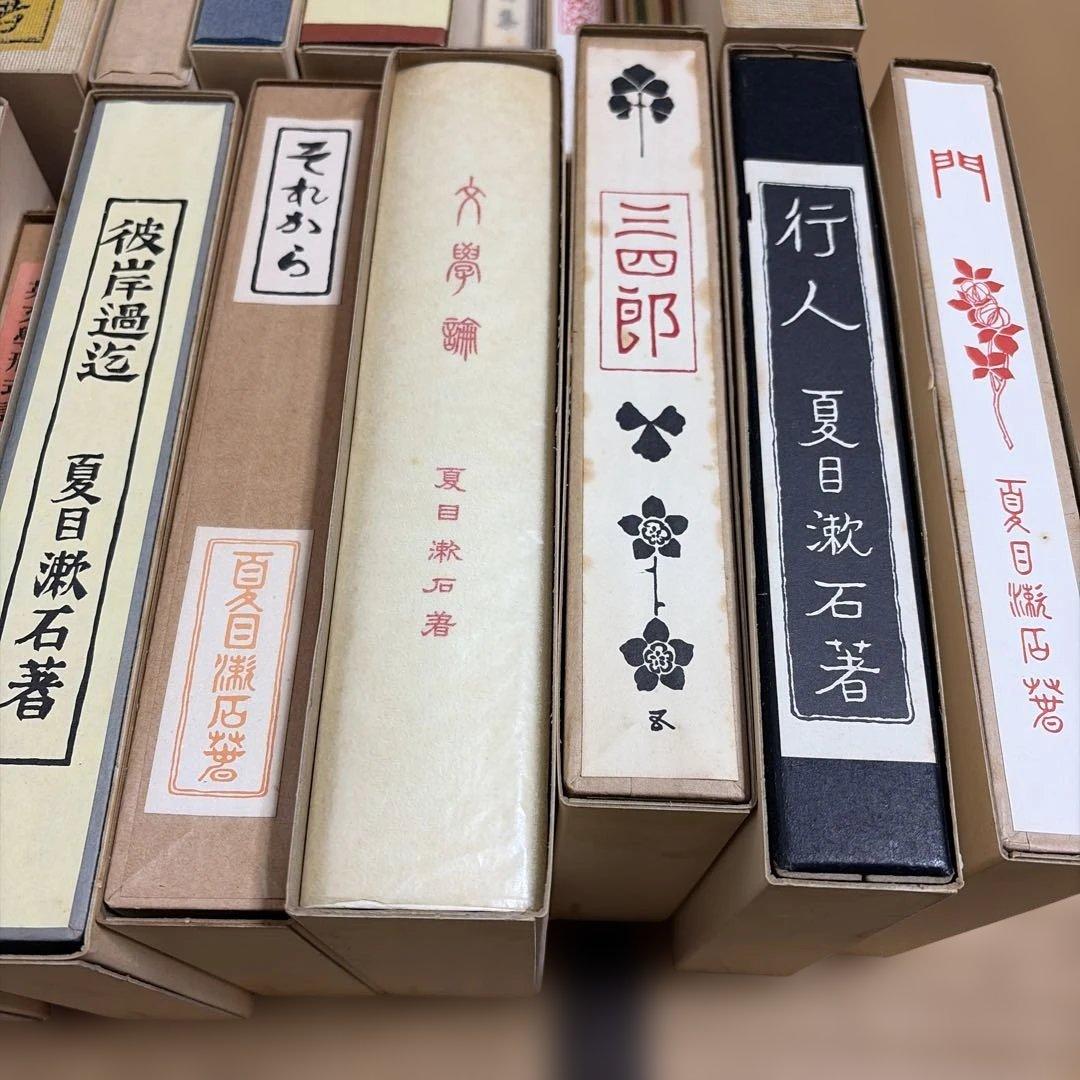 彼岸過迄 夏目漱石著
それから
夏目漱石著
文學論 夏目漱石著
三四郎
行人 夏目漱石著
門 夏目漱石著
集